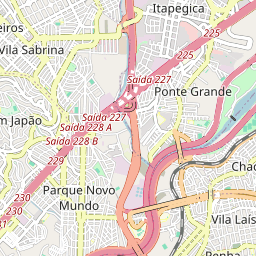 Itapegica
eiros
225
Vila Sabrina
225
Saída 227
Ponte Grande
Saída 227
m Japão
Saída 228 A
Saída 228 B
229
Chac
Parque Novo
Mundo
230
230
Vila Laís
231
Penha